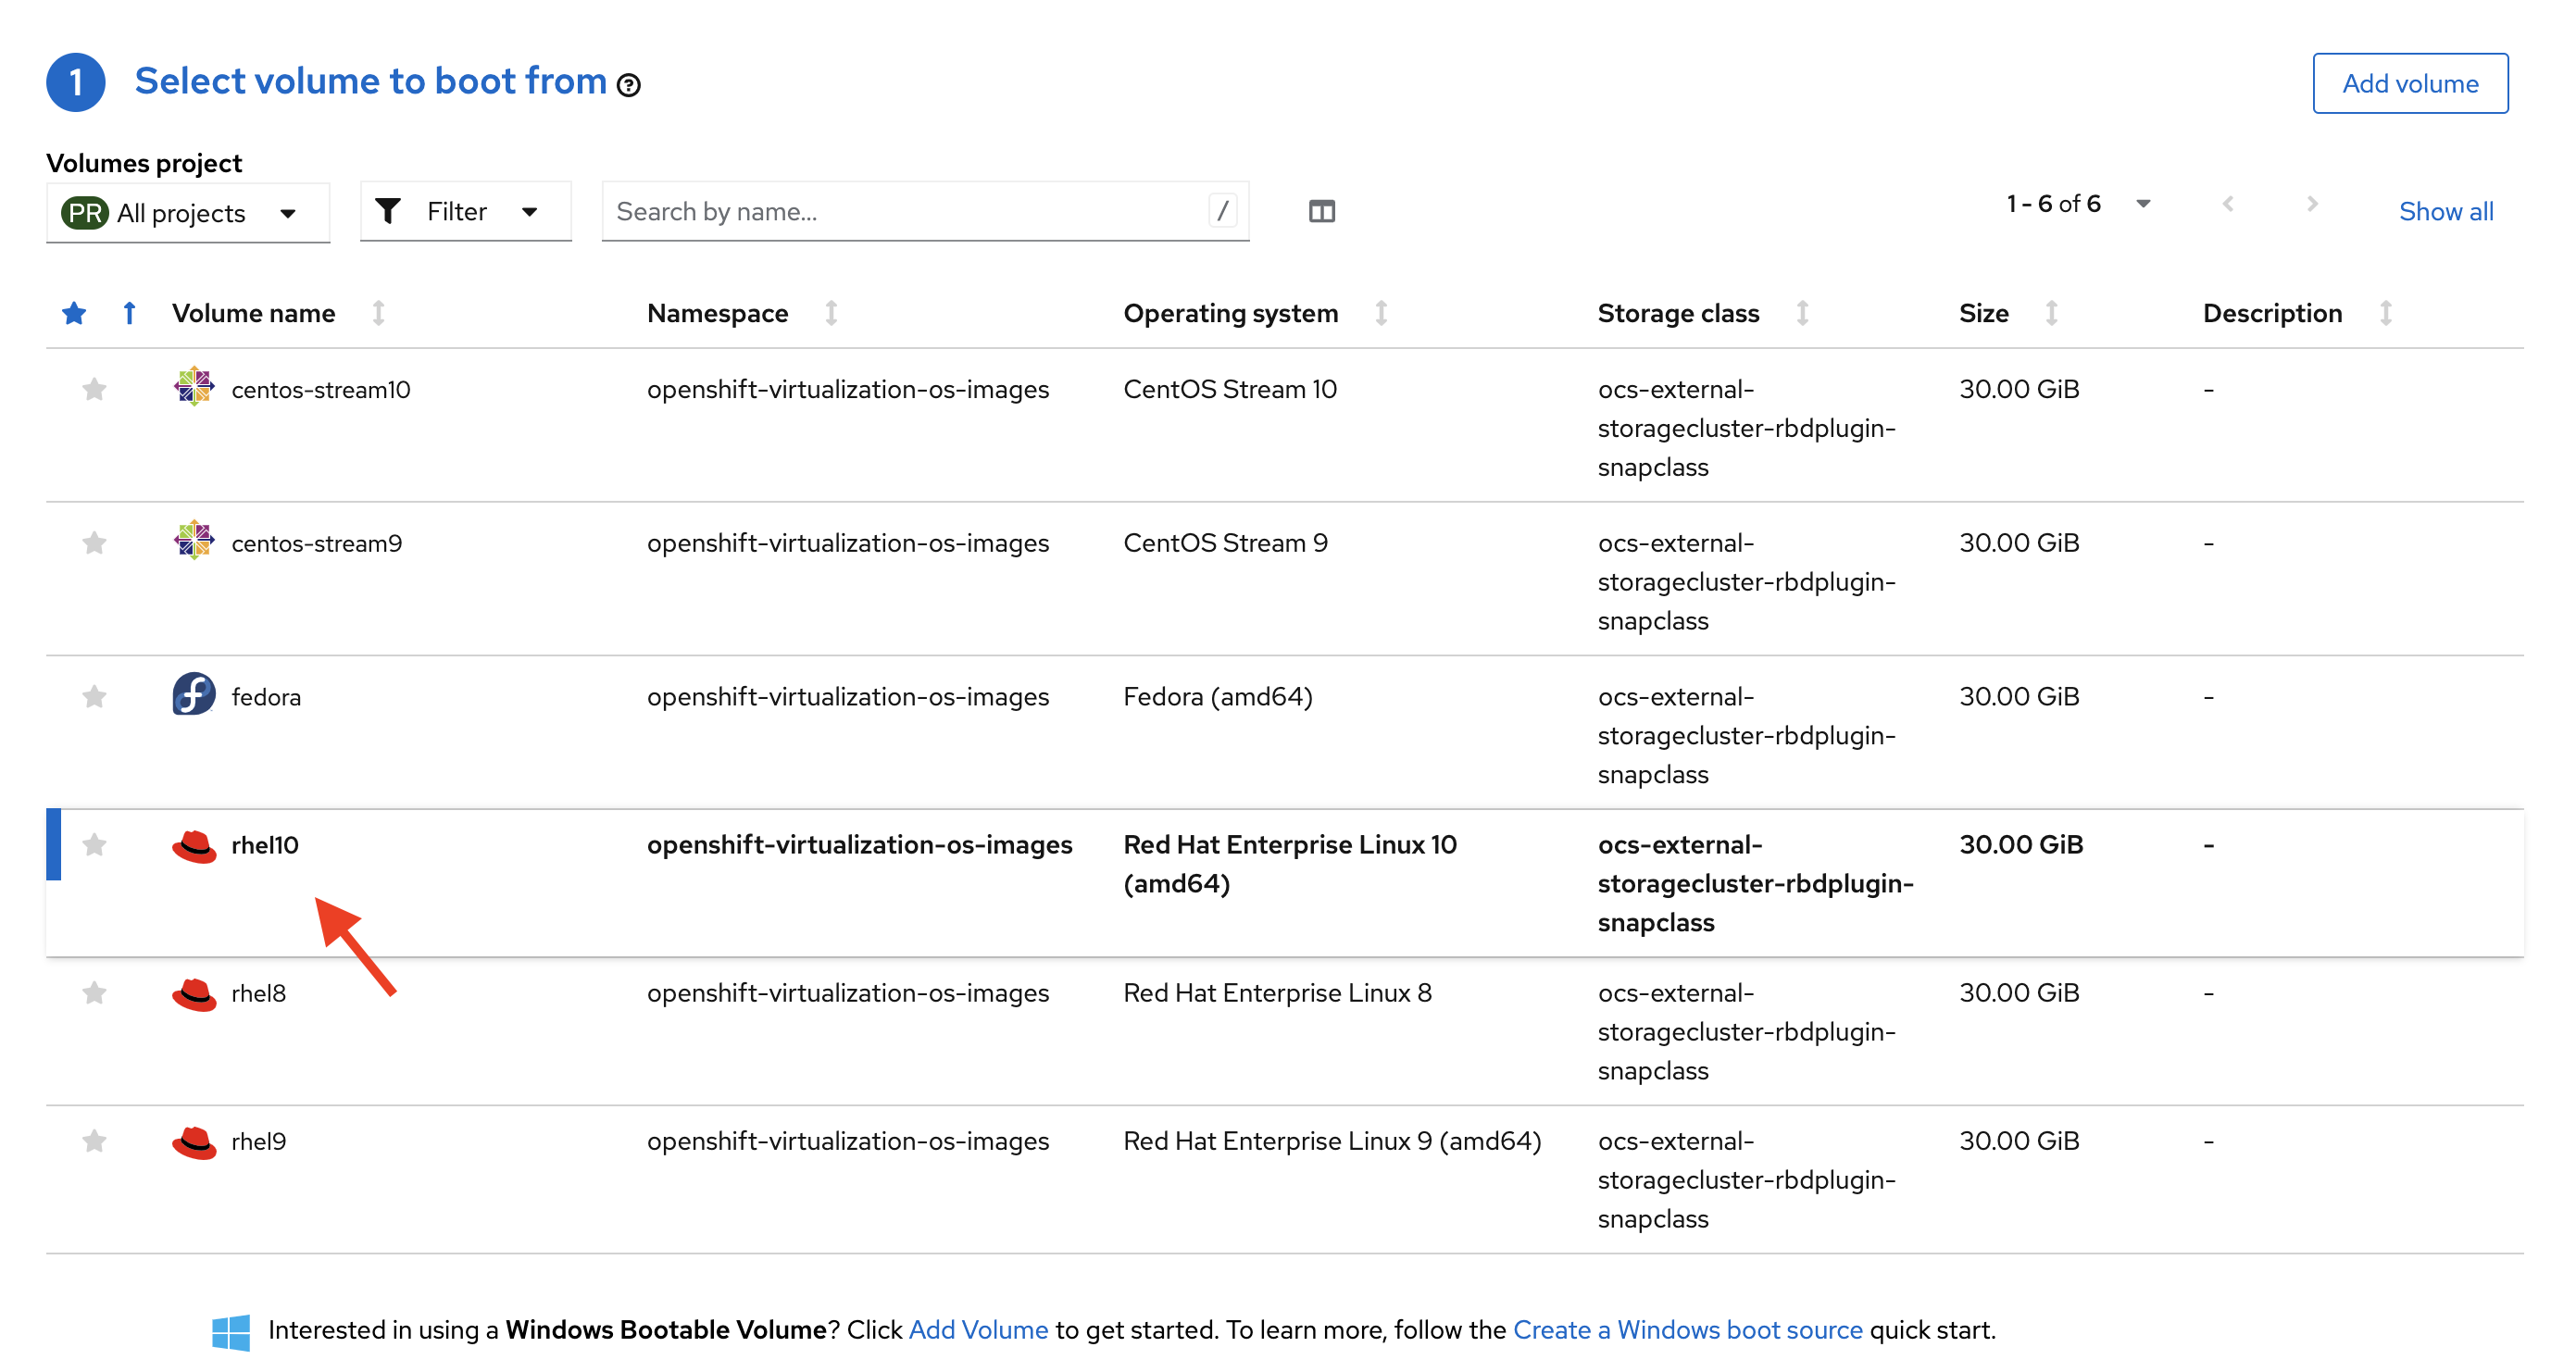 1 Select volume to boot from
Add volume
Volumes project
PR All projects Filter Search by name... / 1 - 6 of 6 Show all
Volume name Namespace Operating system Storage class Size Description
centos-stream10 openshift-virtualization-os-images CentOS Stream 10 ocs-external- 30.00 GiB -
storagecluster-rbdplugin-
snapclass
centos-stream9 openshift-virtualization-os-images CentOS Stream 9 ocs-external- 30.00 GiB -
storagecluster-rbdplugin-
snapclass
fedora openshift-virtualization-os-images Fedora (amd64) ocs-external- 30.00 GiB -
storagecluster-rbdplugin-
snapclass
rhel10 openshift-virtualization-os-images Red Hat Enterprise Linux 10 ocs-external- 30.00 GiB -
(amd64) storagecluster-rbdplugin-
snapclass
rhel8 openshift-virtualization-os-images Red Hat Enterprise Linux 8 ocs-external- 30.00 GiB -
storagecluster-rbdplugin-
snapclass
rhel9 openshift-virtualization-os-images Red Hat Enterprise Linux 9 (amd64) ocs-external- 30.00 GiB -
storagecluster-rbdplugin-
snapclass
Interested in using a Windows Bootable Volume? Click Add Volume to get started. To learn more, follow the Create a Windows boot source quick start.